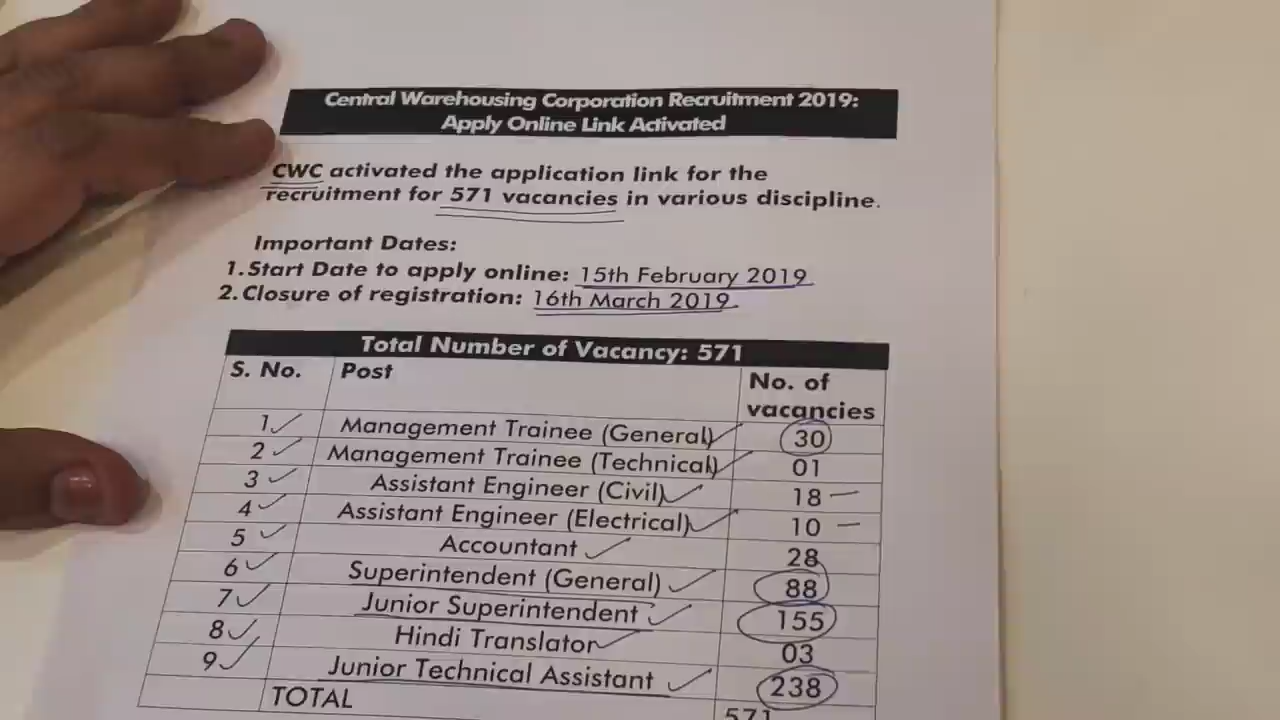 Central Warehousing Corporation Recruitment 2019:
Apply Online Link Activated
CWC activated the application link for the
recruitment for 571 vacancies in various discipline.
Important Dates:
1. Start Date to apply online: 15th February 2019
2. Closure of registration: 16th March 2019
Total Number of Vacancy: 571
S. No. Post No. of vacancies
1 Management Trainee (General) 30
2 Management Trainee (Technical) 01
3 Assistant Engineer (Civil) 18
4 Assistant Engineer (Electrical) 10
5 Accountant 28
6 Superintendent (General) 88
7 Junior Superintendent 155
8 Hindi Translator 03
9 Junior Technical Assistant 238
TOTAL 571